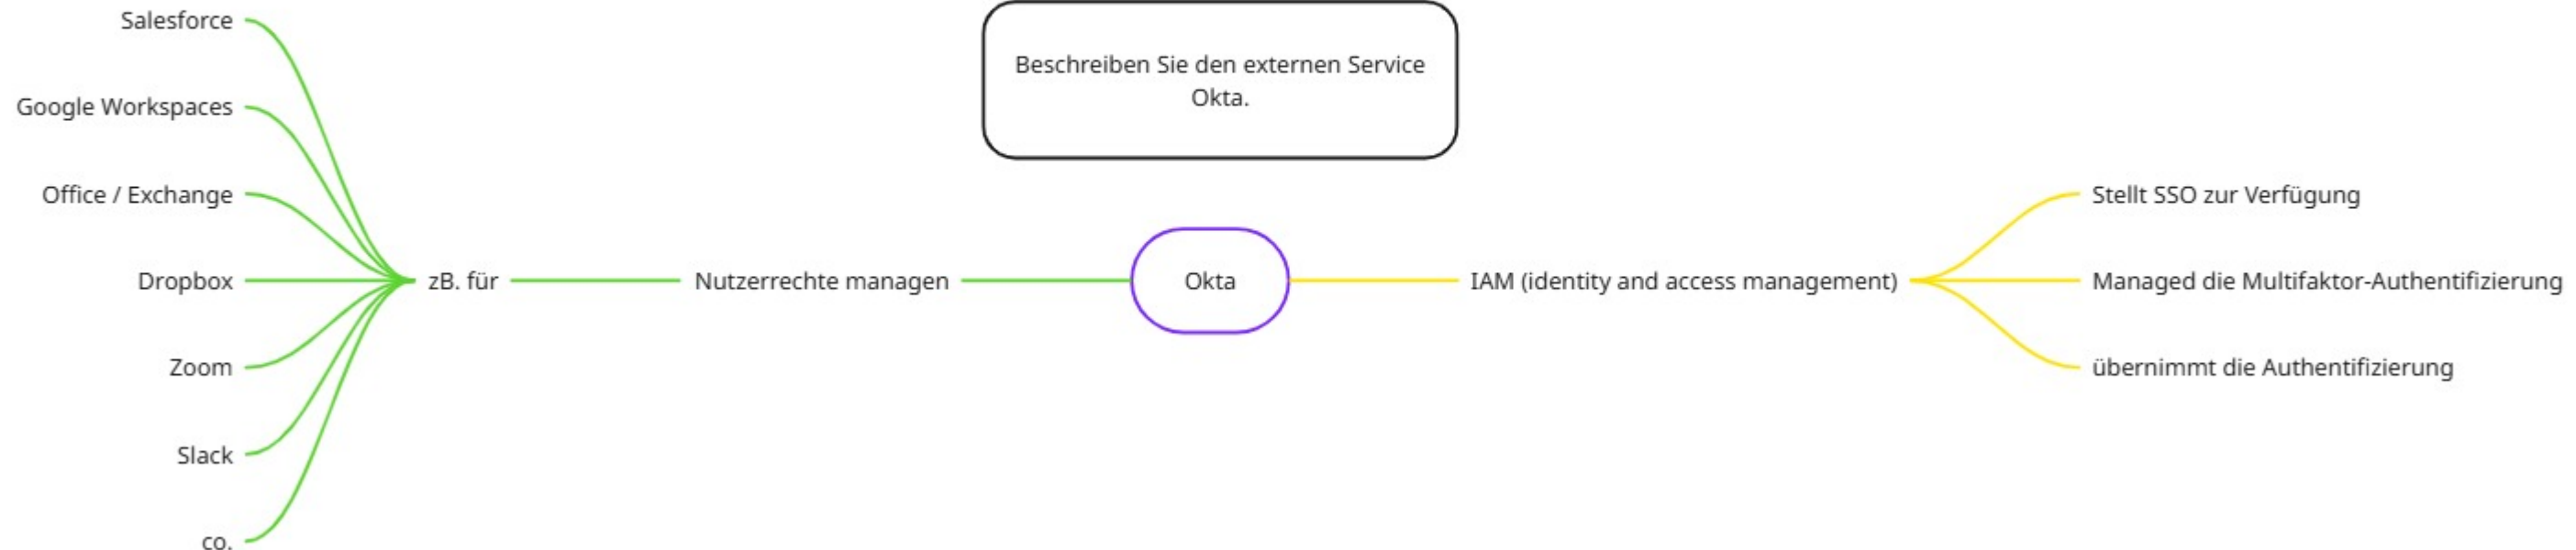 Salesforce
Beschreiben Sie den externen Service
Okta.
Google Workspaces
Office / Exchange
Dropbox
Zoom
Slack
co.
zB. für
Nutzerrechte managen
Okta
IAM (identity and access management)
Stellt SSO zur Verfügung
Managed die Multifaktor-Authentifizierung
übernimmt die Authentifizierung